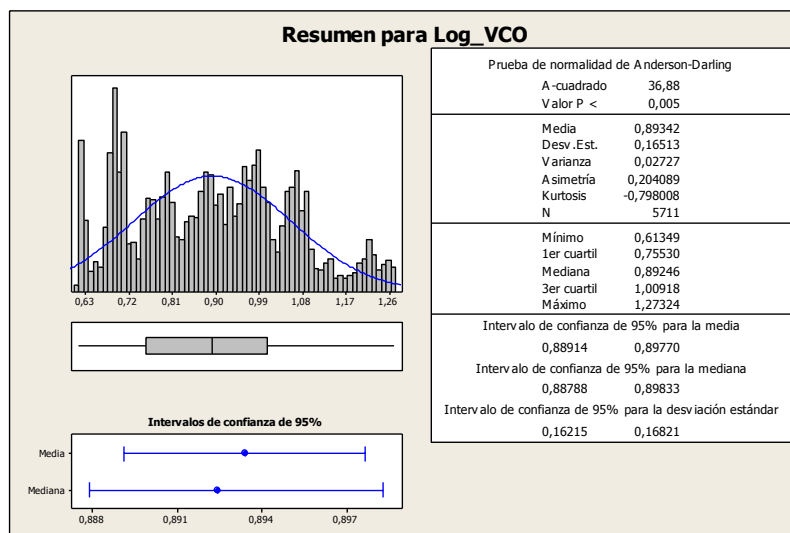 Resumen para Log_VCO
0,63 0,72 0,81 0,90 0,99 1,08 1,17 1,26
Intervalos de confianza de 95%
Media
Mediana
0,888 0,891 0,894 0,897
Prueba de normalidad de Anderson-Darling
A-cuadrado 36,88
Valor P < 0,005
Media 0,89342
Desv.Est. 0,16513
Varianza 0,02727
Asimetría 0,204089
Kurtosis -0,798008
N 5711
Mínimo 0,61349
1er cuartil 0,75530
Mediana 0,89246
3er cuartil 1,00918
Máximo 1,27324
Intervalo de confianza de 95% para la media
0,88914 0,89770
Intervalo de confianza de 95% para la mediana
0,88788 0,89833
Intervalo de confianza de 95% para la desviación estándar
0,16215 0,16821